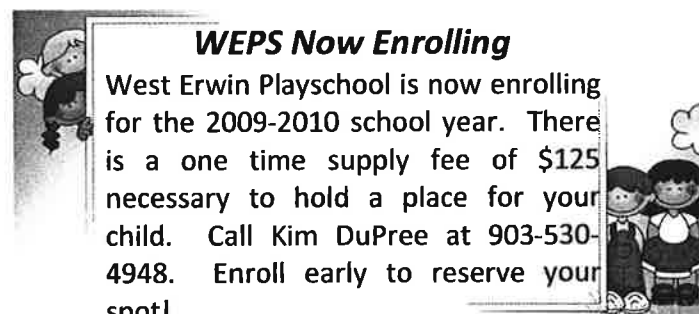 WEPS Now Enrolling
West Erwin Playschool is now enrolling
for the 2009-2010 school year. There
is a one time supply fee of $125
necessary to hold a place for your
child. Call Kim DuPree at 903-530-
4948. Enroll early to reserve your
spot!